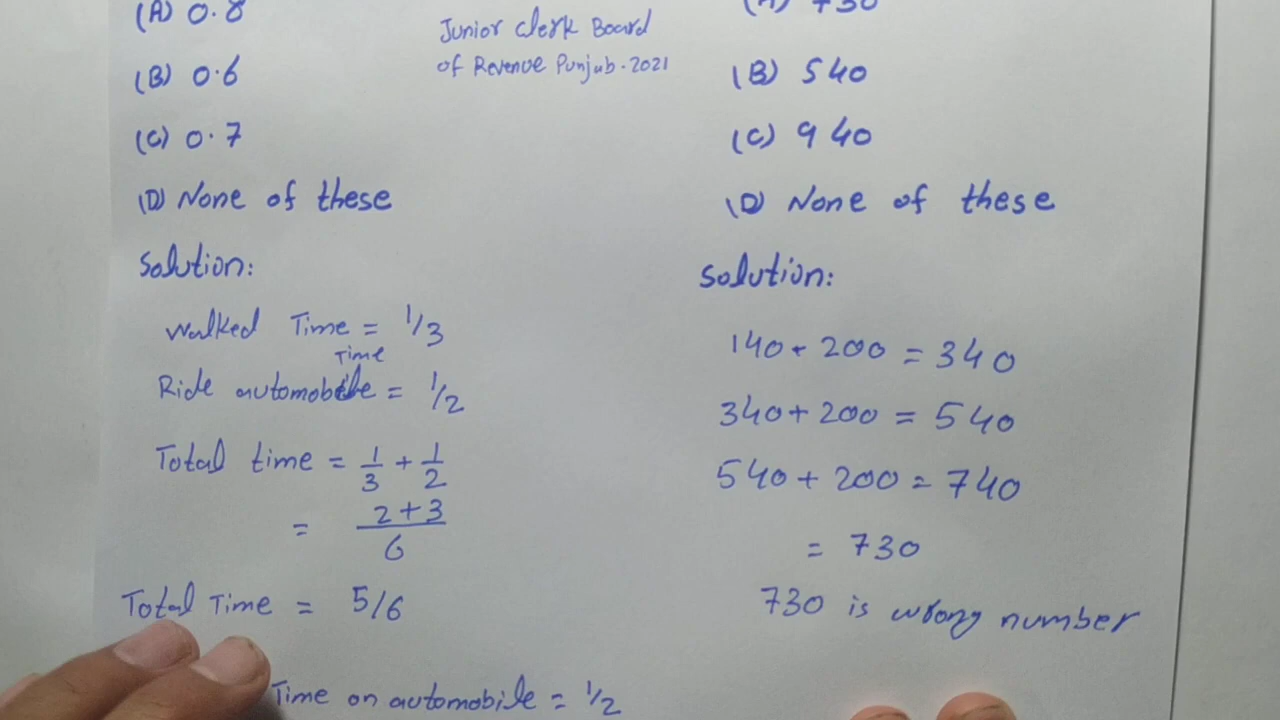 (A) 0.8
(B) 0.6
(C) 0.7
(D) None of these
Solution:
Walked Time = 1/3
Time
Ride automobile = 1/2
Total time = 1/3 + 1/2
= 2+3/6
Total Time = 5/6
Time on automobile = 1/2
Junior Clerk Board
of Revenue Punjab-2021
(A) 730
(B) 540
(C) 940
(D) None of these
Solution:
140+200 = 340
340+200 = 540
540+200 = 740
= 730
730 is wrong number